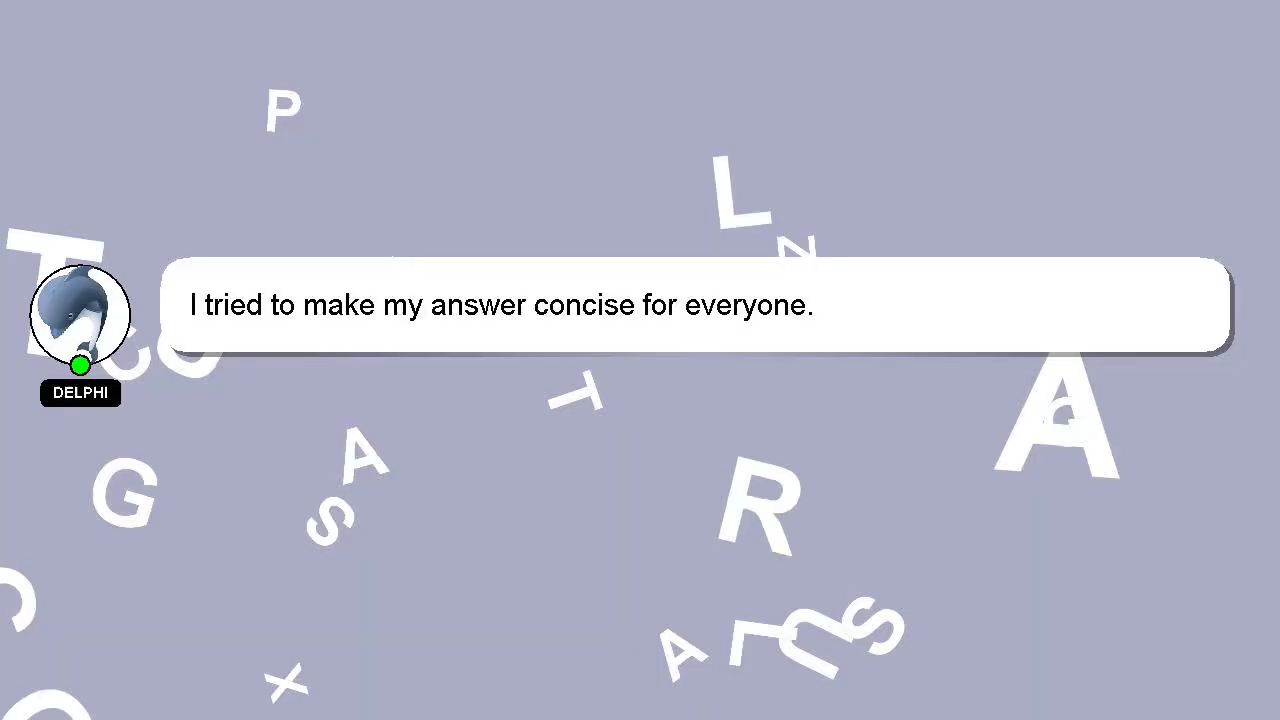 P
L
Z
T
I tried to make my answer concise for everyone.
DELPHI
T
A
A
G
S
R
C
A
L
U
S
X